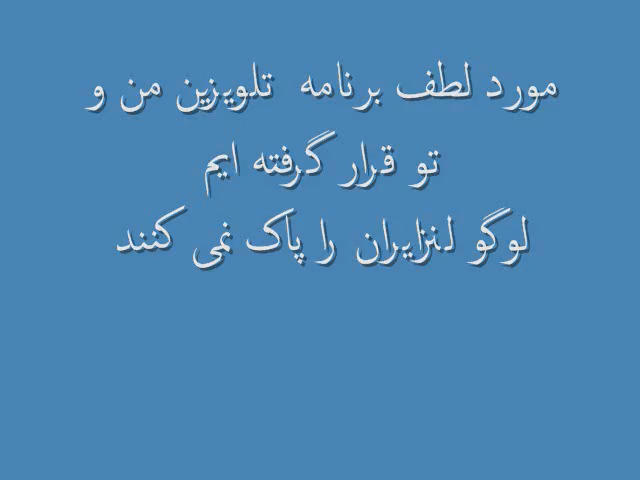 مورد لطف برنامه تلویزین من و
تو قرار گرفته ایم
لوگو لنزایران را پاک نمی کنند